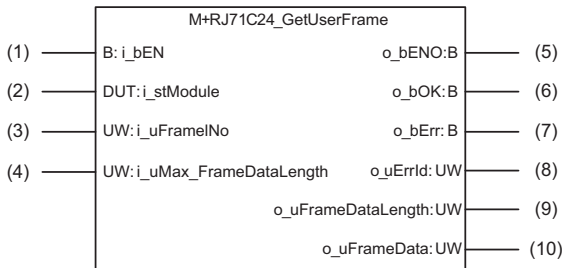 M+RJ71C24_GetUserFrame
(1) B: i_bEN o_bENO:B (5)
(2) DUT: i_stModule o_bOK: B (6)
(3) UW: i_uFramelNo o_bErr: B (7)
(4) UW: i_uMax_FrameDataLength o_uErrId: UW (8)
o_uFrameDataLength: UW (9)
o_uFrameData: UW (10)